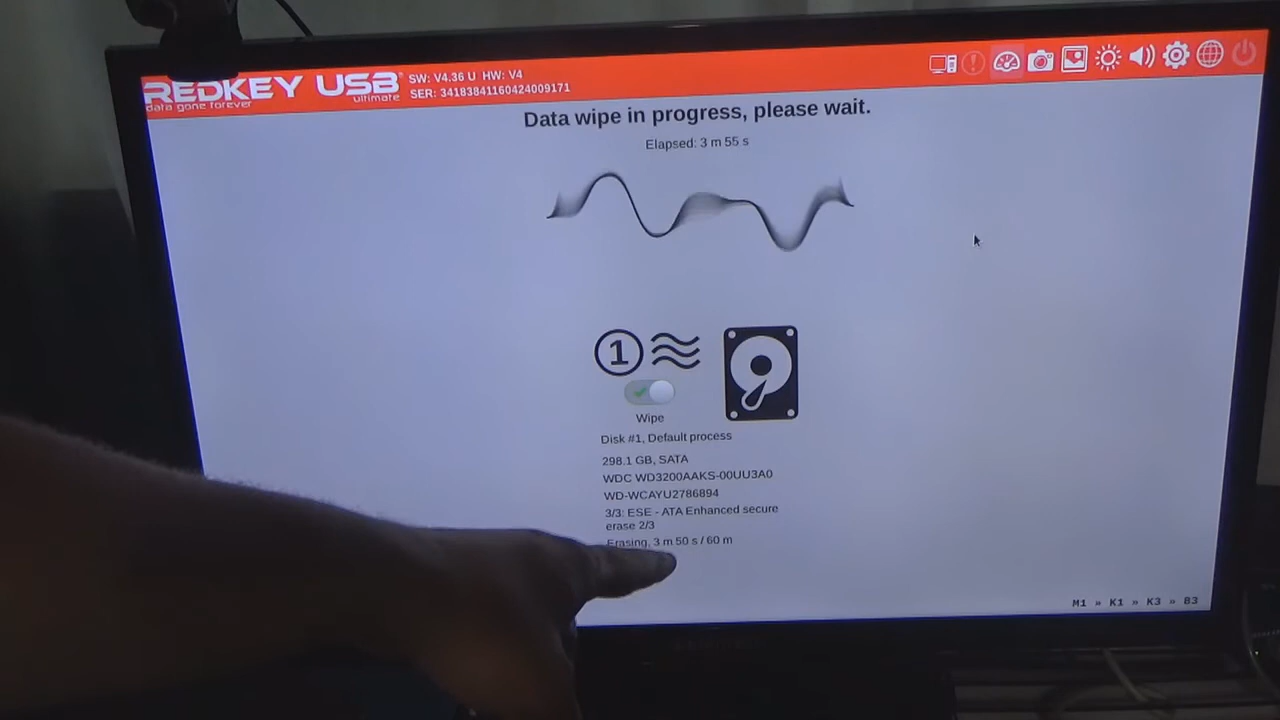 REDKEY USB
ultimate
data gone forever
SW: V4.36 U HW: V4
SER: 34183841160424009171
Data wipe in progress, please wait.
Elapsed: 3 m 55 s
1
Wipe
Disk #1, Default process
298.1 GB, SATA
WDC WD3200AAKS-00UU3A0
WD-WCAYU2786894
3/3: ESE - ATA Enhanced secure
erase 2/3
Erasing, 3 m 50 s / 60 m
M1 » K1 » K3 » 83